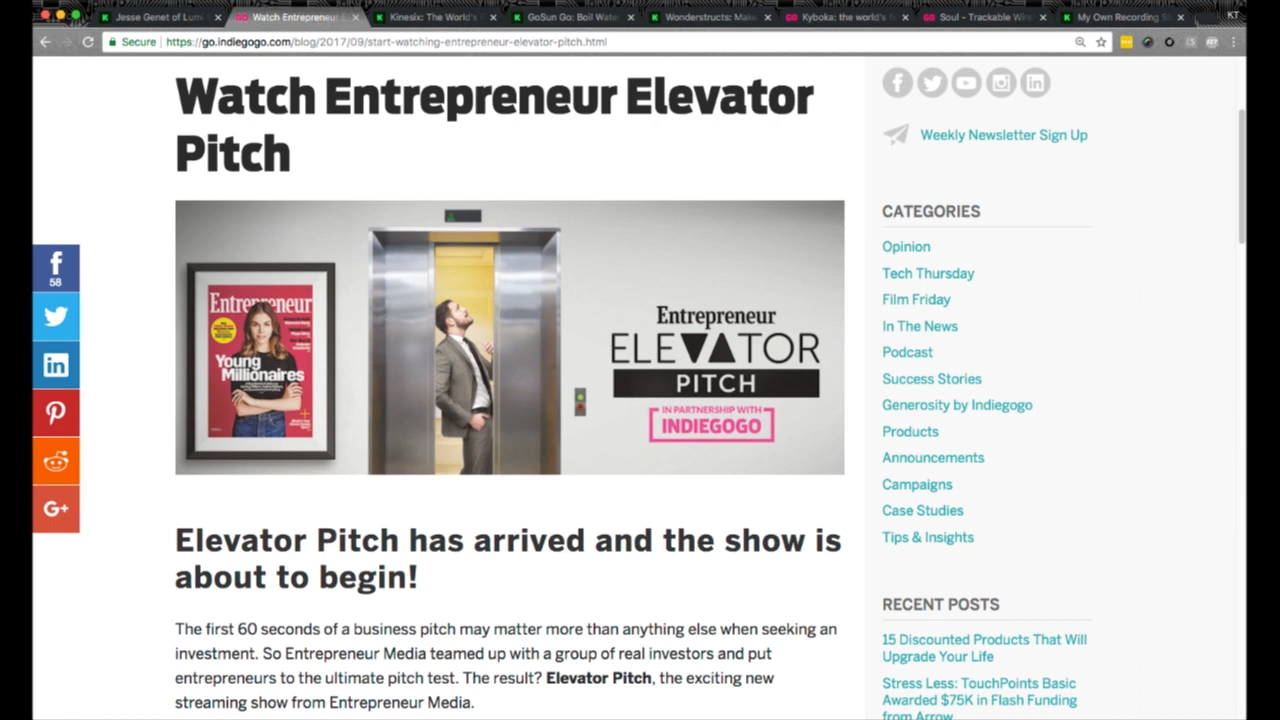 Jesse Genet of Lumi
Watch Entrepreneur E
Kinesix: The World's
GoSun Go: Boil Wate
Wonderstructs: Make
Kyboka: the world's f
Soul - Trackable Wire
My Own Recording St
KT
Secure
https://go.indiegogo.com/blog/2017/09/start-watching-entrepreneur-elevator-pitch.html
Watch Entrepreneur Elevator
Pitch
Weekly Newsletter Sign Up
CATEGORIES
Opinion
Tech Thursday
Film Friday
In The News
Podcast
Success Stories
Generosity by Indiegogo
Products
Announcements
Campaigns
Case Studies
Tips & Insights
58
Entrepreneur
Young
Millionaires
Entrepreneur
ELEVATOR
PITCH
IN PARTNERSHIP WITH
INDIEGOGO
Elevator Pitch has arrived and the show is
about to begin!
The first 60 seconds of a business pitch may matter more than anything else when seeking an
investment. So Entrepreneur Media teamed up with a group of real investors and put
entrepreneurs to the ultimate pitch test. The result? Elevator Pitch, the exciting new
streaming show from Entrepreneur Media.
RECENT POSTS
15 Discounted Products That Will
Upgrade Your Life
Stress Less: TouchPoints Basic
Awarded $75K in Flash Funding
from Arrow